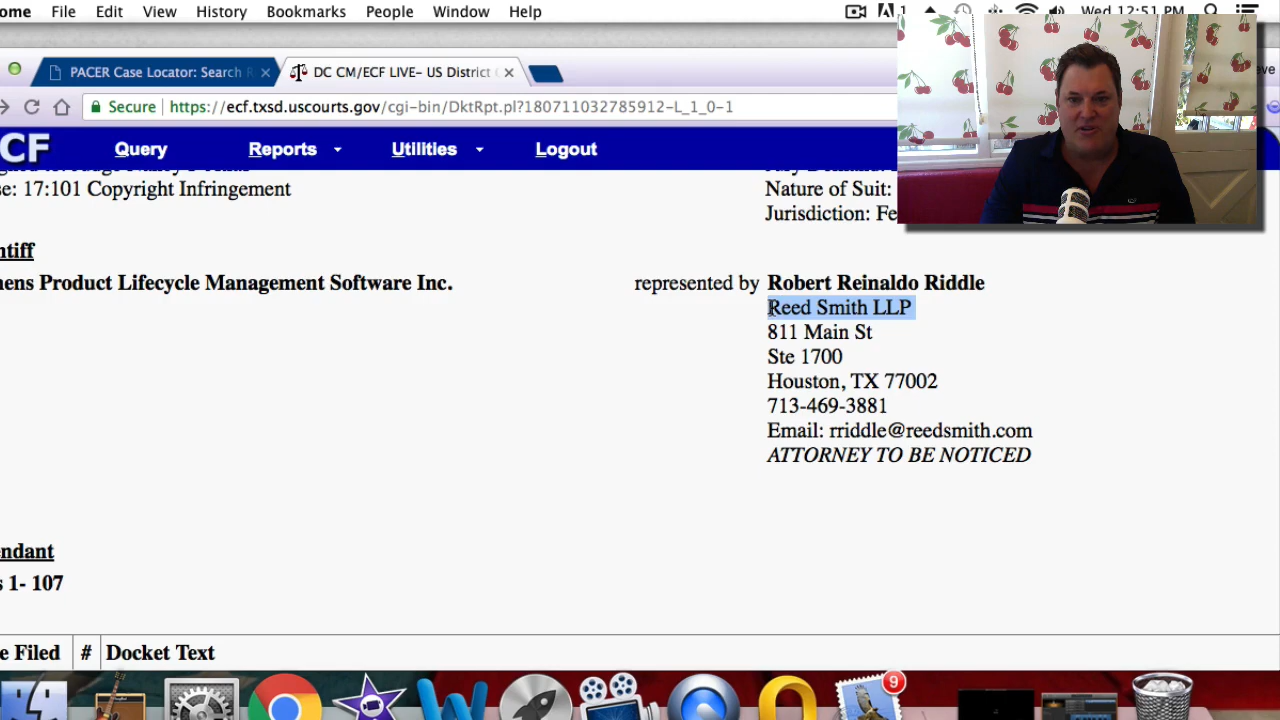 ome File Edit View History Bookmarks People Window Help 1 Wed 12:51 PM
PACER Case Locator: Search R DC CM/ECF LIVE- US District C eve
Secure https://ecf.txsd.uscourts.gov/cgi-bin/DktRpt.pl?180711032785912-L_1_0-1
CF Query Reports Utilities Logout
se: 17:101 Copyright Infringement Nature of Suit:
Jurisdiction: Fe
ntiff
nens Product Lifecycle Management Software Inc. represented by Robert Reinaldo Riddle
Reed Smith LLP
811 Main St
Ste 1700
Houston, TX 77002
713-469-3881
Email: rriddle@reedsmith.com
ATTORNEY TO BE NOTICED
endant
s 1- 107
e Filed # Docket Text
9